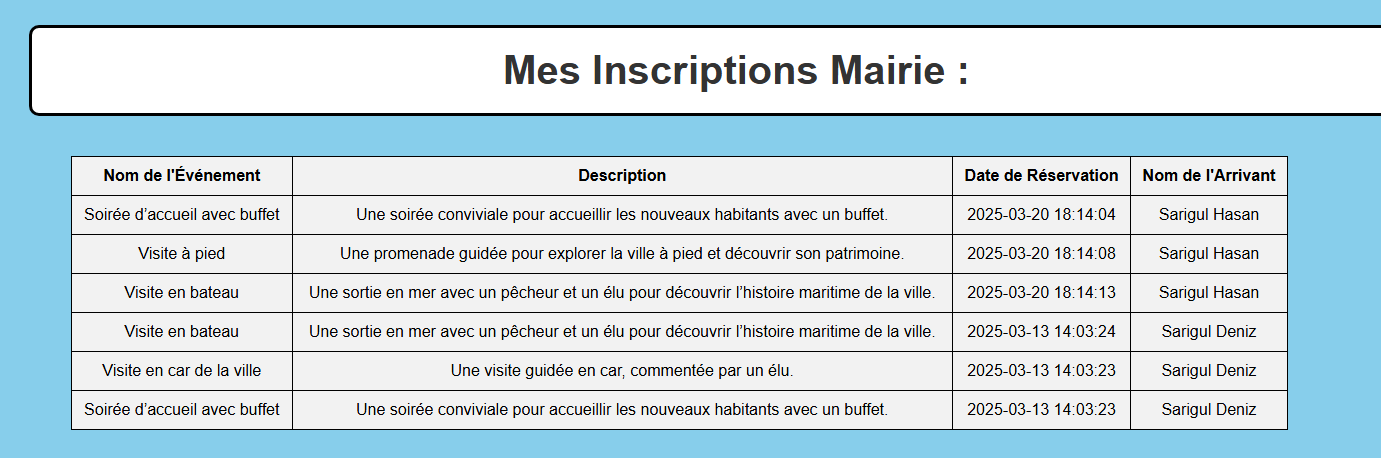 Mes Inscriptions Mairie :
Nom de l'Événement Description Date de Réservation Nom de l'Arrivant
Soirée d’accueil avec buffet Une soirée conviviale pour accueillir les nouveaux habitants avec un buffet. 2025-03-20 18:14:04 Sarigul Hasan
Visite à pied Une promenade guidée pour explorer la ville à pied et découvrir son patrimoine. 2025-03-20 18:14:08 Sarigul Hasan
Visite en bateau Une sortie en mer avec un pêcheur et un élu pour découvrir l’histoire maritime de la ville. 2025-03-20 18:14:13 Sarigul Hasan
Visite en bateau Une sortie en mer avec un pêcheur et un élu pour découvrir l’histoire maritime de la ville. 2025-03-13 14:03:24 Sarigul Deniz
Visite en car de la ville Une visite guidée en car, commentée par un élu. 2025-03-13 14:03:23 Sarigul Deniz
Soirée d’accueil avec buffet Une soirée conviviale pour accueillir les nouveaux habitants avec un buffet. 2025-03-13 14:03:23 Sarigul Deniz